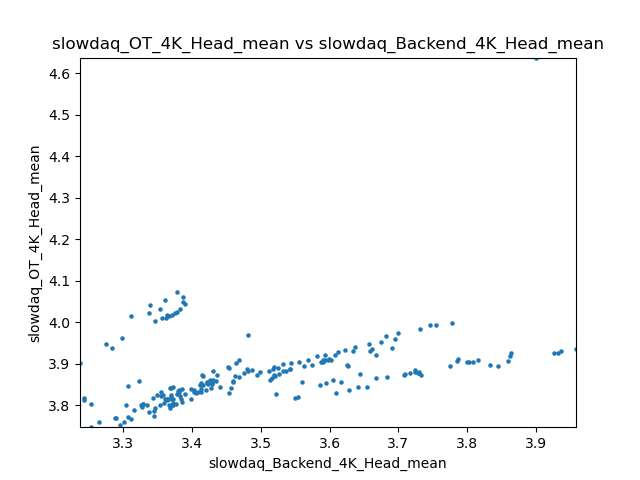 slowdaq_OT_4K_Head_mean vs slowdaq_Backend_4K_Head_mean
4.6
4.5
4.4
4.3
4.2
4.1
4.0
3.9
3.8
slowdaq_OT_4K_Head_mean
3.3 3.4 3.5 3.6 3.7 3.8 3.9
slowdaq_Backend_4K_Head_mean